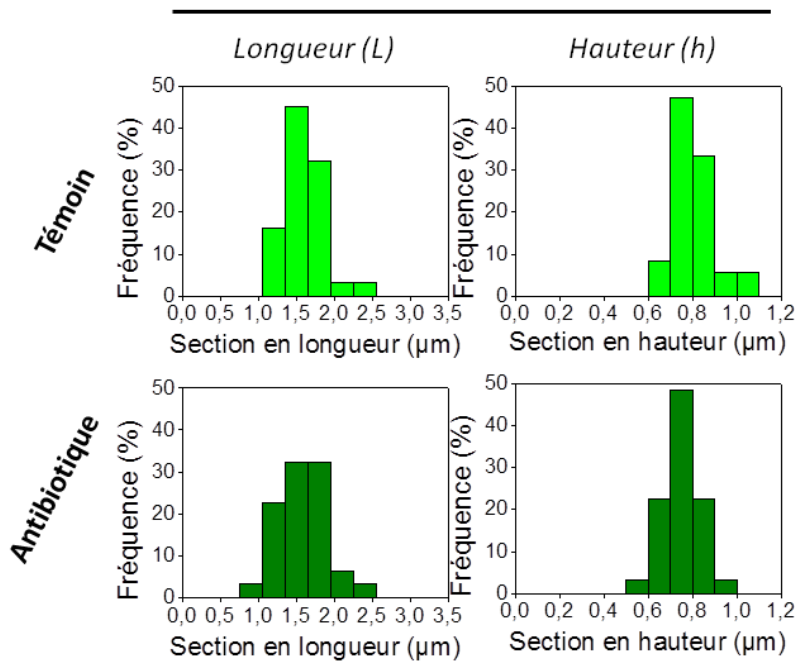 Longueur (L)
Hauteur (h)
Témoin
Fréquence (%)
50
40
30
20
10
0
0,0 0,5 1,0 1,5 2,0 2,5 3,0 3,5
Section en longueur (µm)
Fréquence (%)
50
40
30
20
10
0
0,0 0,2 0,4 0,6 0,8 1,0 1,2
Section en hauteur (µm)
Antibiotique
Fréquence (%)
50
40
30
20
10
0
0,0 0,5 1,0 1,5 2,0 2,5 3,0 3,5
Section en longueur (µm)
Fréquence (%)
50
40
30
20
10
0
0,0 0,2 0,4 0,6 0,8 1,0 1,2
Section en hauteur (µm)